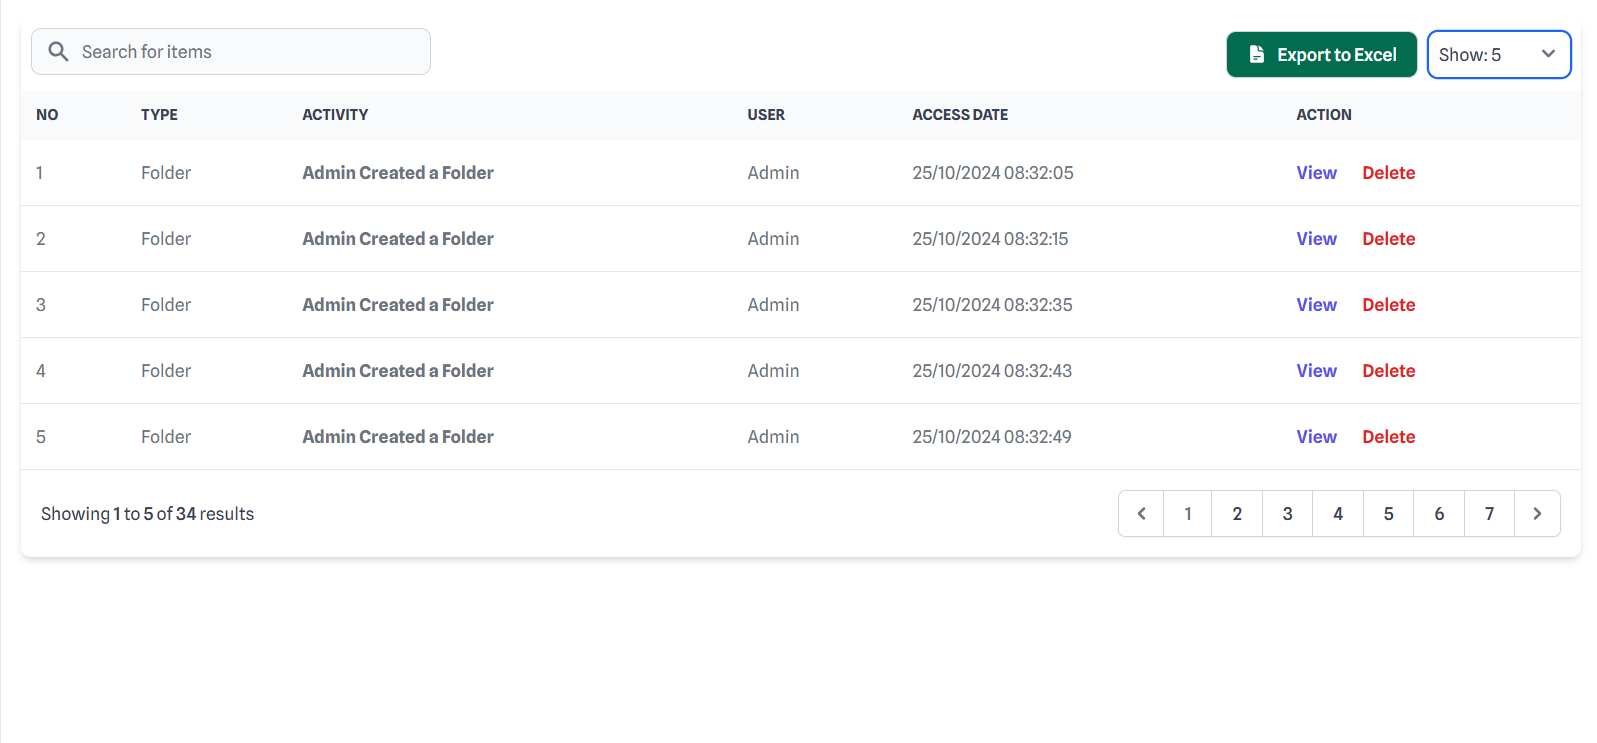 Search for items
Export to Excel
Show: 5
NO TYPE ACTIVITY USER ACCESS DATE ACTION
1 Folder Admin Created a Folder Admin 25/10/2024 08:32:05 View Delete
2 Folder Admin Created a Folder Admin 25/10/2024 08:32:15 View Delete
3 Folder Admin Created a Folder Admin 25/10/2024 08:32:35 View Delete
4 Folder Admin Created a Folder Admin 25/10/2024 08:32:43 View Delete
5 Folder Admin Created a Folder Admin 25/10/2024 08:32:49 View Delete
Showing 1 to 5 of 34 results
1 2 3 4 5 6 7